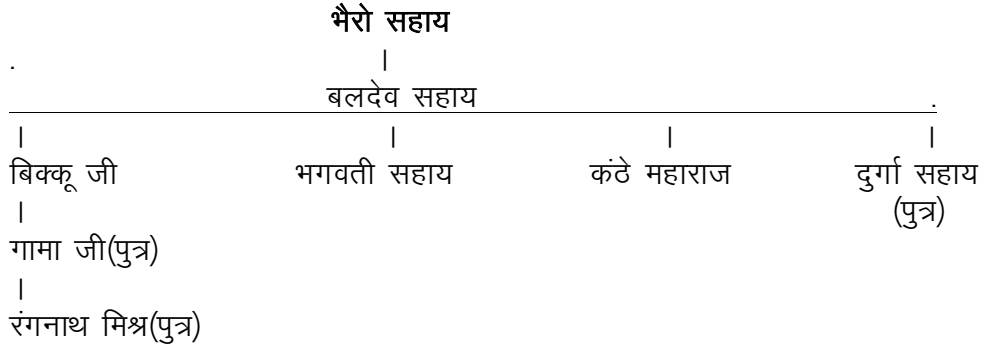 भैरो सहाय
. |
बलदेव सहाय .
| | | |
बिक्कू जी भगवती सहाय कंठे महाराज दुर्गा सहाय
| (पुत्र)
गामा जी(पुत्र)
|
रंगनाथ मिश्र(पुत्र)